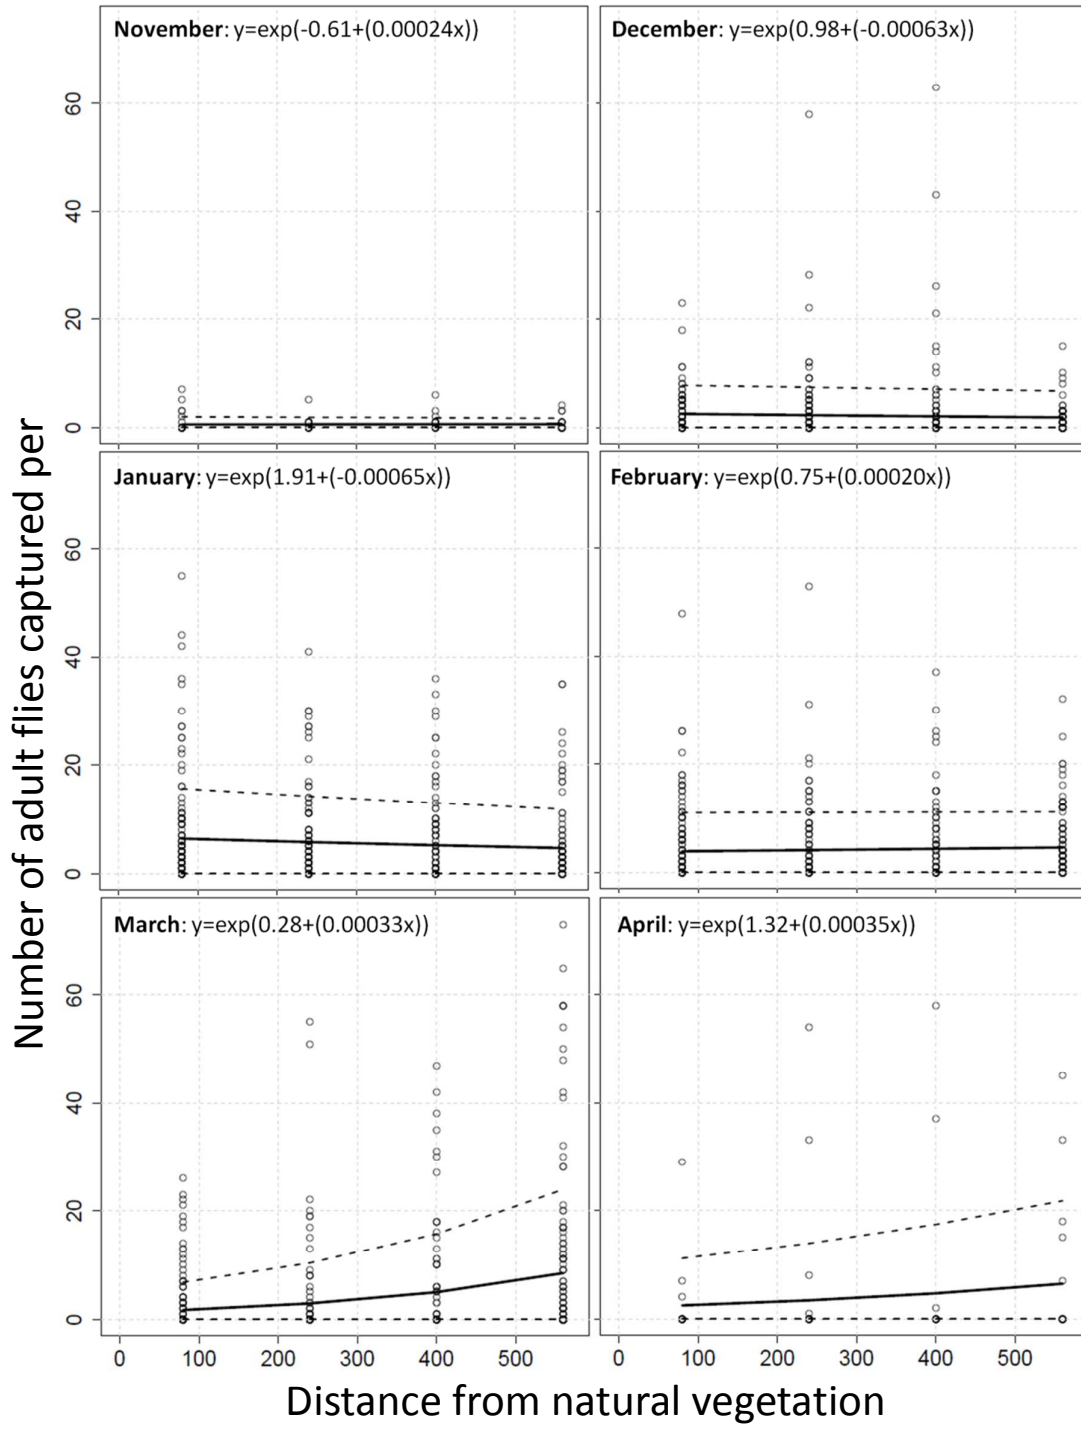 Number of adult flies captured per
November: y=exp(-0.61+(0.00024x))
December: y=exp(0.98+(-0.00063x))
60
40
20
0
January: y=exp(1.91+(-0.00065x))
February: y=exp(0.75+(0.00020x))
60
40
20
0
March: y=exp(0.28+(0.00033x))
April: y=exp(1.32+(0.00035x))
60
40
20
0
0 100 200 300 400 500
0 100 200 300 400 500
Distance from natural vegetation